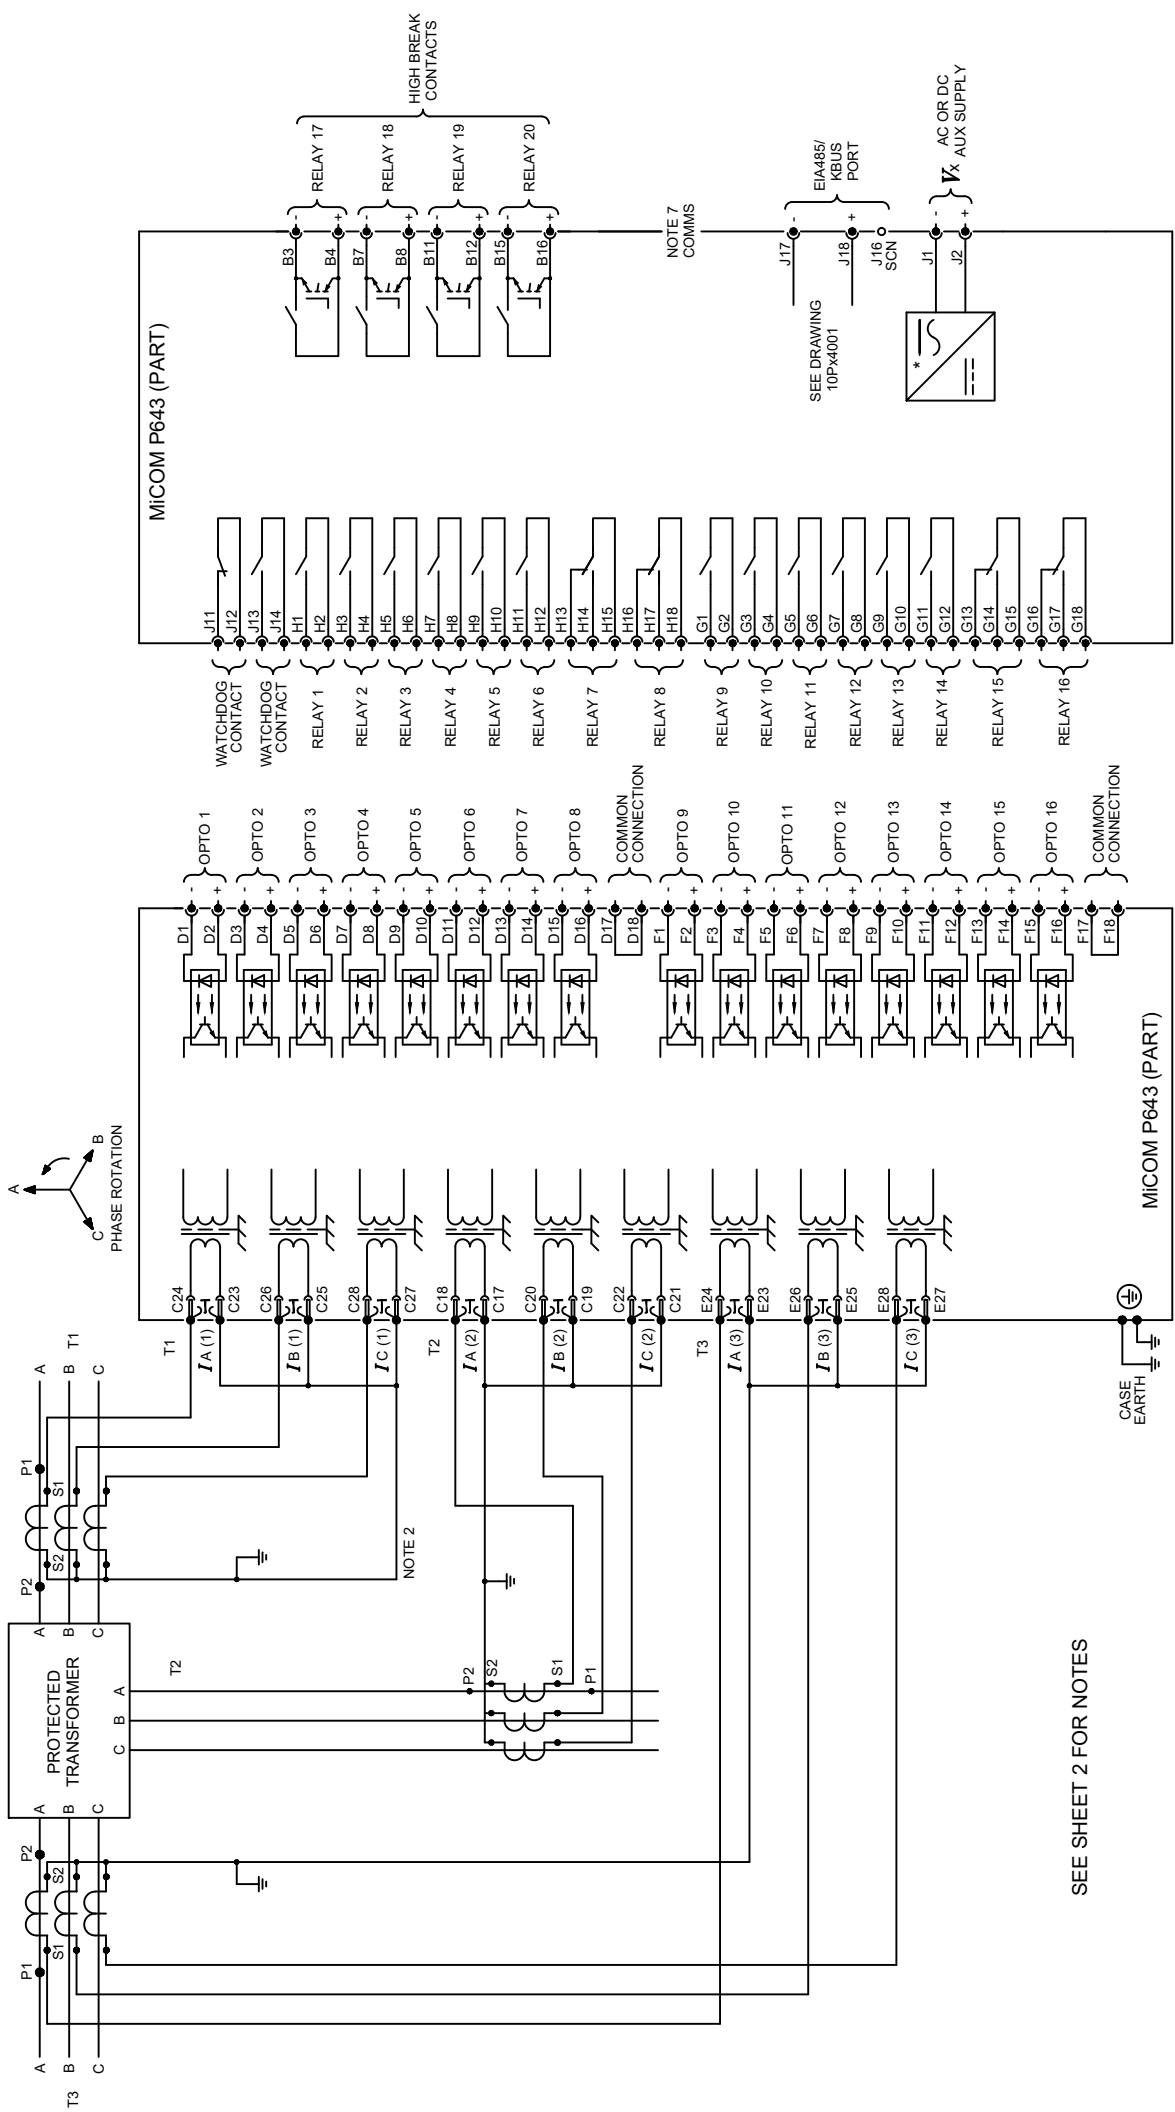 MiCOM P643 (PART)
HIGH BREAK
CONTACTS
RELAY 17
RELAY 18
RELAY 19
RELAY 20
-
+
-
+
-
+
-
+
B3
B4
B7
B8
B11
B12
B15
B16
NOTE 7
COMMS
EIA485/
KBUS
PORT
-
+
J17
J18
J16
SCN
SEE DRAWING
10Px4001
Vx AC OR DC
AUX SUPPLY
-
+
J1
J2
*
J11
J12
J13
J14
H1
H2
H3
H4
H5
H6
H7
H8
H9
H10
H11
H12
H13
H14
H15
H16
H17
H18
G1
G2
G3
G4
G5
G6
G7
G8
G9
G10
G11
G12
G13
G14
G15
G16
G17
G18
WATCHDOG
CONTACT
WATCHDOG
CONTACT
RELAY 1
RELAY 2
RELAY 3
RELAY 4
RELAY 5
RELAY 6
RELAY 7
RELAY 8
RELAY 9
RELAY 10
RELAY 11
RELAY 12
RELAY 13
RELAY 14
RELAY 15
RELAY 16
OPTO 1
OPTO 2
OPTO 3
OPTO 4
OPTO 5
OPTO 6
OPTO 7
OPTO 8
COMMON
CONNECTION
OPTO 9
OPTO 10
OPTO 11
OPTO 12
OPTO 13
OPTO 14
OPTO 15
OPTO 16
COMMON
CONNECTION
-
+
-
+
-
+
-
+
-
+
-
+
-
+
-
+
-
+
-
+
-
+
-
+
-
+
-
+
-
+
-
+
D1
D2
D3
D4
D5
D6
D7
D8
D9
D10
D11
D12
D13
D14
D15
D16
D17
D18
F1
F2
F3
F4
F5
F6
F7
F8
F9
F10
F11
F12
F13
F14
F15
F16
F17
F18
MiCOM P643 (PART)
A
B
C
PHASE ROTATION
C24
C23
C26
C25
C28
C27
C18
C17
C20
C19
C22
C21
E24
E23
E26
E25
E28
E27
T1
I A (1)
I B (1)
I C (1)
T2
I A (2)
I B (2)
I C (2)
T3
I A (3)
I B (3)
I C (3)
CASE
EARTH
A
B T1
C
P1
S1
S2
P2
NOTE 2
A
B
C
PROTECTED
TRANSFORMER
A
B
C
A
B
C
T2
P2
S2
S1
P1
P2
S2
S1
P1
A
B
C
T3
SEE SHEET 2 FOR NOTES